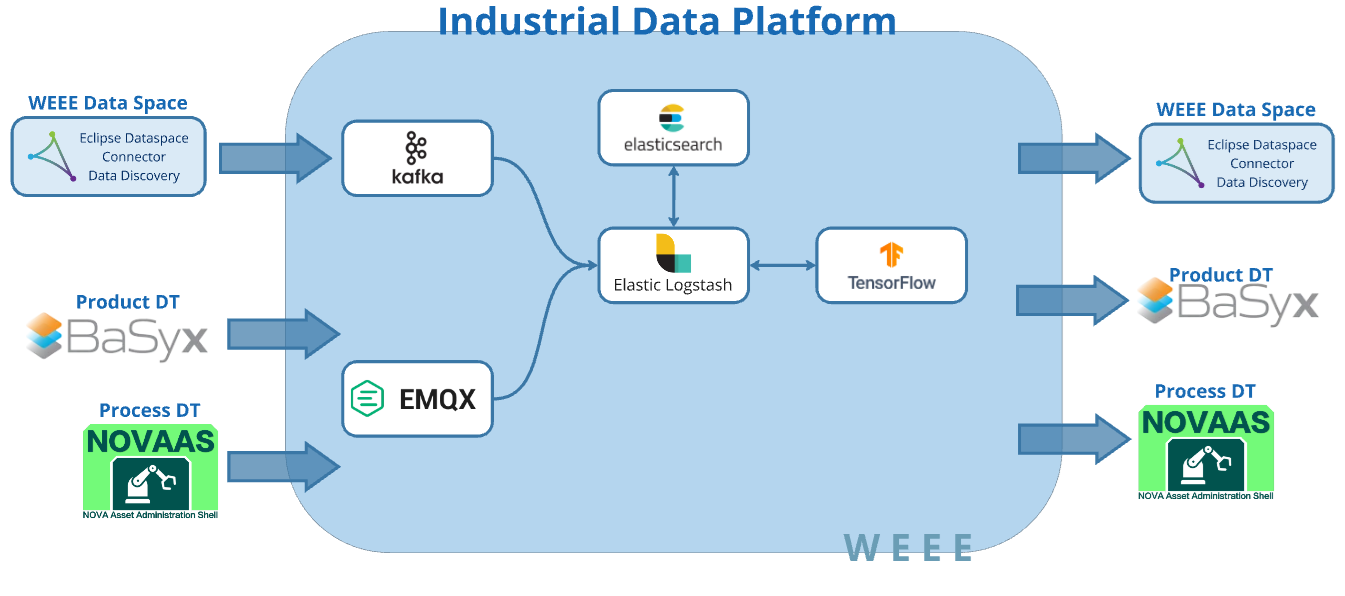 Industrial Data Platform
WEEE Data Space
Eclipse Dataspace
Connector
Data Discovery
kafka
elasticsearch
WEEE Data Space
Eclipse Dataspace
Connector
Data Discovery
Elastic Logstash
TensorFlow
Product DT
BaSyx
Product DT
BaSyx
EMQX
Process DT
NOVAAS
NOVA Asset Administration Shell
Process DT
NOVAAS
NOVA Asset Administration Shell
WEEE